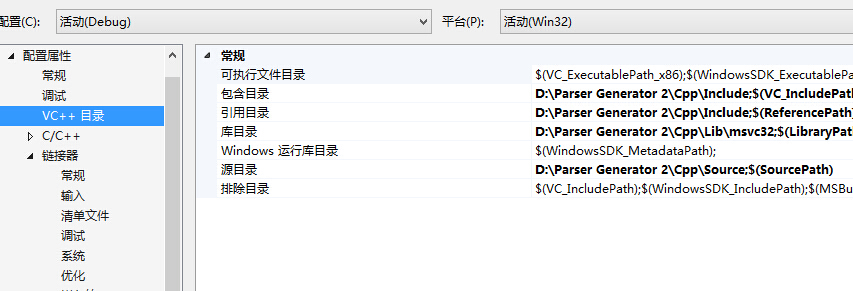 配置(C): 活动(Debug) 平台(P): 活动(Win32)
配置属性
常规
调试
VC++ 目录
C/C++
链接器
常规
输入
清单文件
调试
系统
优化
常规
可执行文件目录 $(VC_ExecutablePath_x86);$(WindowsSDK_ExecutablePa
包含目录 D:\Parser Generator 2\Cpp\Include;$(VC_IncludePath
引用目录 D:\Parser Generator 2\Cpp\Include;$(ReferencePath)
库目录 D:\Parser Generator 2\Cpp\Lib\msvc32;$(LibraryPat
Windows 运行库目录 $(WindowsSDK_MetadataPath);
源目录 D:\Parser Generator 2\Cpp\Source;$(SourcePath)
排除目录 $(VC_IncludePath);$(WindowsSDK_IncludePath);$(MSBu